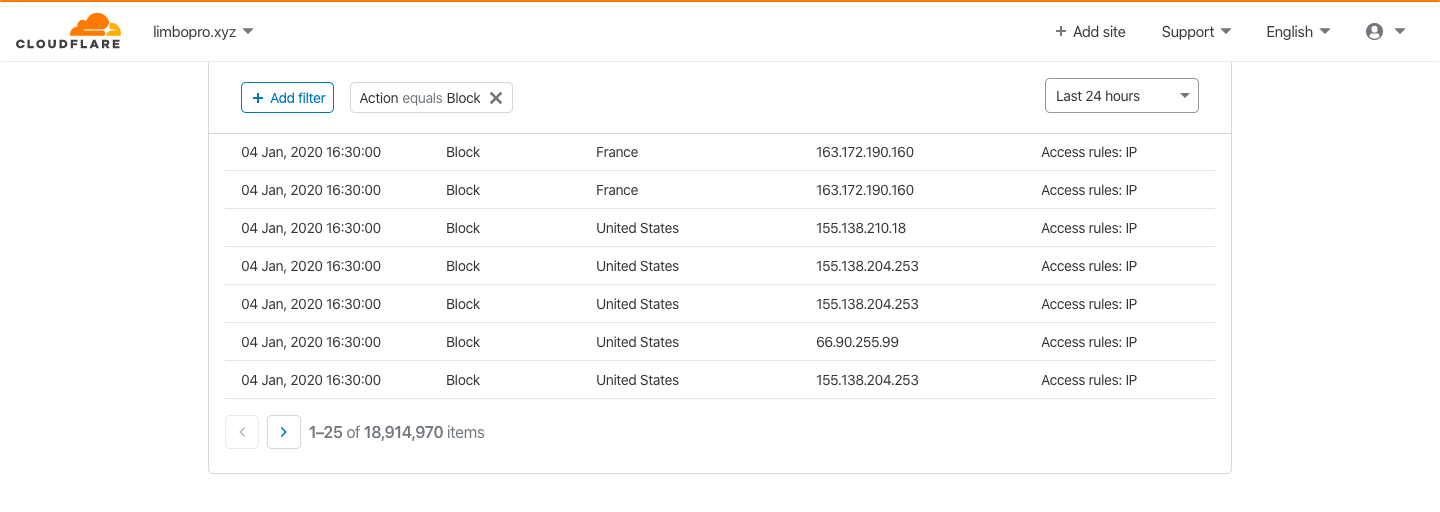 CLOUDFLARE limbopro.xyz + Add site Support English
+ Add filter Action equals Block Last 24 hours
04 Jan, 2020 16:30:00 Block France 163.172.190.160 Access rules: IP
04 Jan, 2020 16:30:00 Block France 163.172.190.160 Access rules: IP
04 Jan, 2020 16:30:00 Block United States 155.138.210.18 Access rules: IP
04 Jan, 2020 16:30:00 Block United States 155.138.204.253 Access rules: IP
04 Jan, 2020 16:30:00 Block United States 155.138.204.253 Access rules: IP
04 Jan, 2020 16:30:00 Block United States 66.90.255.99 Access rules: IP
04 Jan, 2020 16:30:00 Block United States 155.138.204.253 Access rules: IP
1–25 of 18,914,970 items